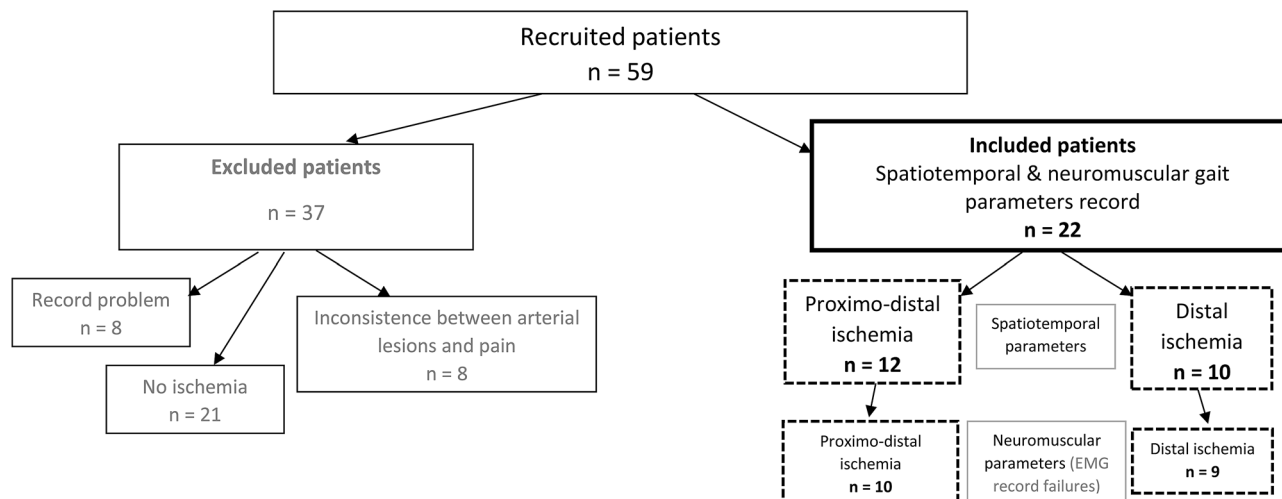 Recruited patients
n = 59
Excluded patients
n = 37
Included patients
Spatiotemporal & neuromuscular gait
parameters record
n = 22
Record problem
n = 8
No ischemia
n = 21
Inconsistence between arterial
lesions and pain
n = 8
Proximo-distal
ischemia
n = 12
Spatiotemporal
parameters
Distal
ischemia
n = 10
Proximo-distal
ischemia
n = 10
Neuromuscular
parameters (EMG
record failures)
Distal ischemia
n = 9